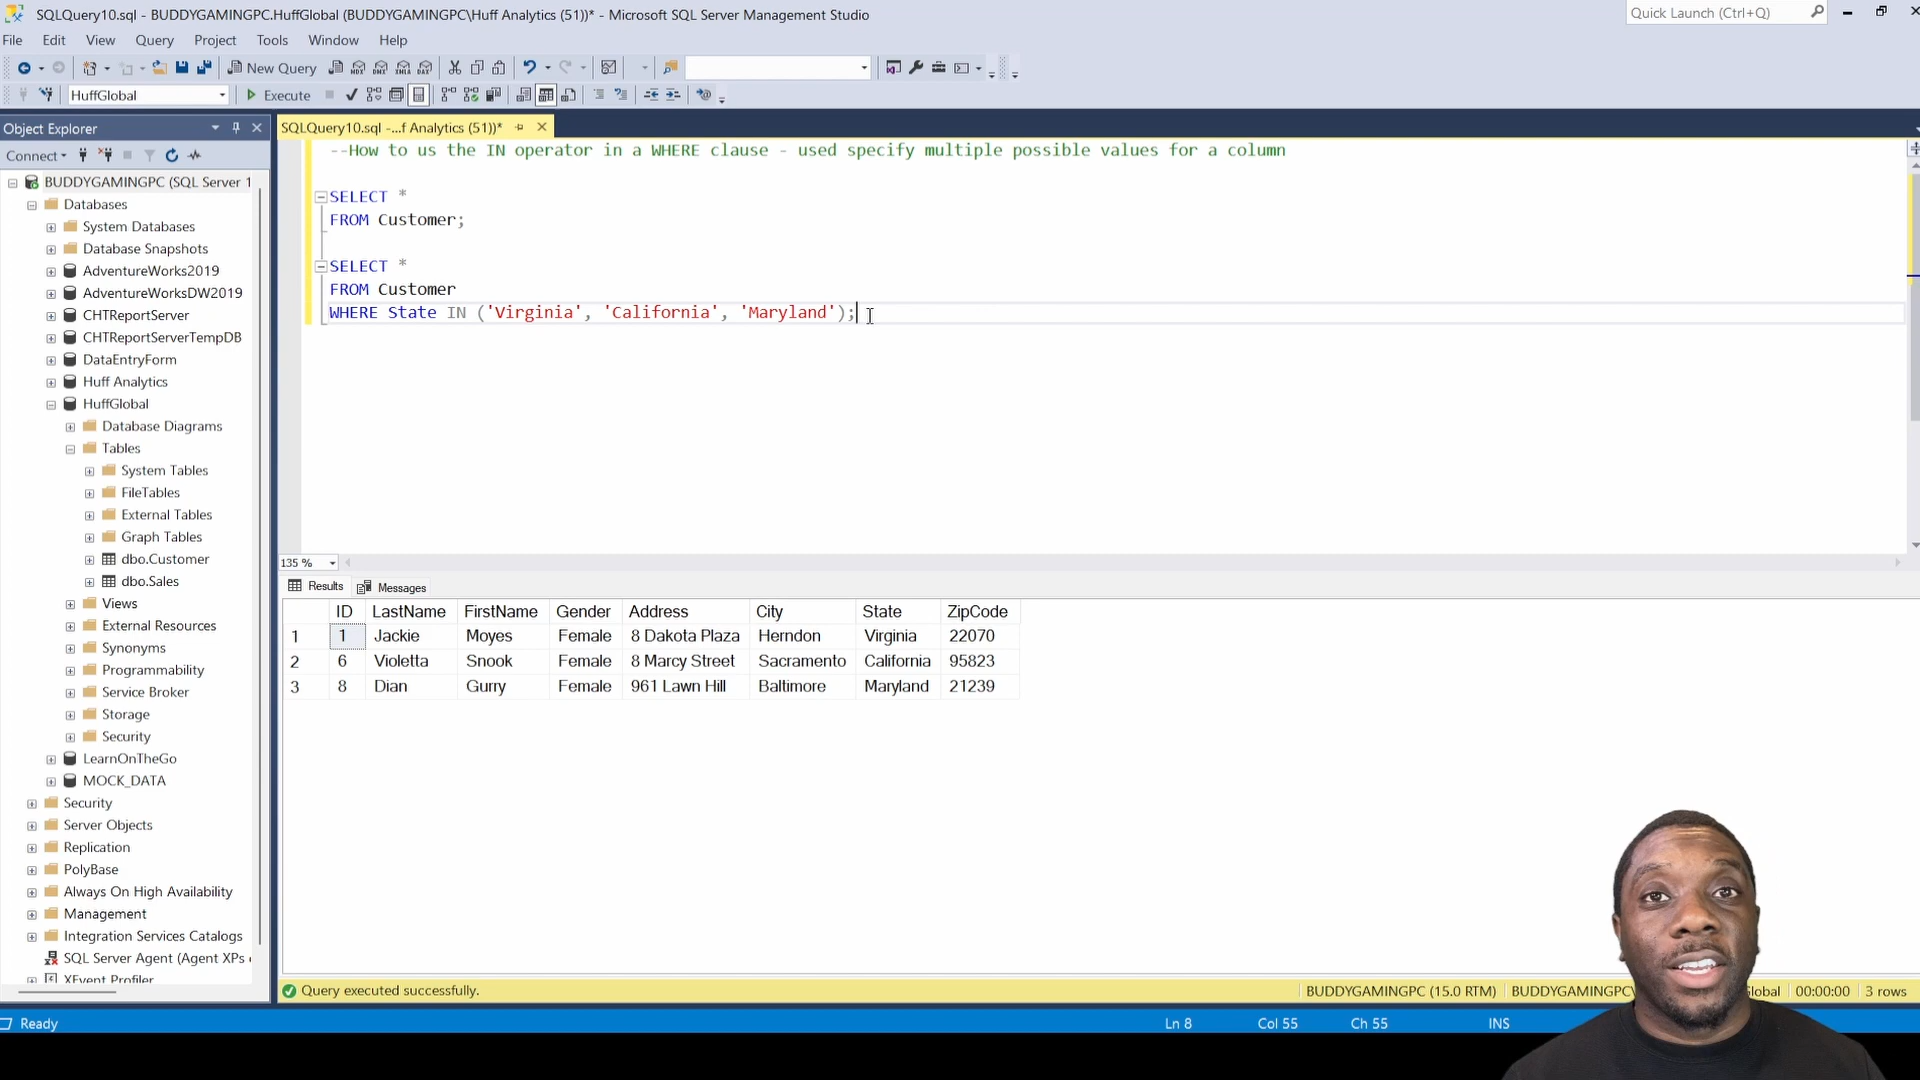 SQLQuery10.sql - BUDDYGAMINGPC.HuffGlobal (BUDDYGAMINGPC\Huff Analytics (51))* - Microsoft SQL Server Management Studio
Quick Launch (Ctrl+Q)
File Edit View Query Project Tools Window Help
New Query
HuffGlobal
Execute
Object Explorer
SQLQuery10.sql -...f Analytics (51))*
Connect
BUDDYGAMINGPC (SQL Server 1
Databases
System Databases
Database Snapshots
AdventureWorks2019
AdventureWorksDW2019
CHTReportServer
CHTReportServerTempDB
DataEntryForm
Huff Analytics
HuffGlobal
Database Diagrams
Tables
System Tables
FileTables
External Tables
Graph Tables
dbo.Customer
dbo.Sales
Views
External Resources
Synonyms
Programmability
Service Broker
Storage
Security
LearnOnTheGo
MOCK_DATA
Security
Server Objects
Replication
PolyBase
Always On High Availability
Management
Integration Services Catalogs
SQL Server Agent (Agent XPs
XEvent Profiler
--How to us the IN operator in a WHERE clause - used specify multiple possible values for a column
SELECT *
FROM Customer;
SELECT *
FROM Customer
WHERE State IN ('Virginia', 'California', 'Maryland');
135 %
Results Messages
ID LastName FirstName Gender Address City State ZipCode
1 1 Jackie Moyes Female 8 Dakota Plaza Herndon Virginia 22070
2 6 Violetta Snook Female 8 Marcy Street Sacramento California 95823
3 8 Dian Gurry Female 961 Lawn Hill Baltimore Maryland 21239
Query executed successfully.
BUDDYGAMINGPC (15.0 RTM) BUDDYGAMINGPC\ lobal 00:00:00 3 rows
Ready
Ln 8 Col 55 Ch 55 INS